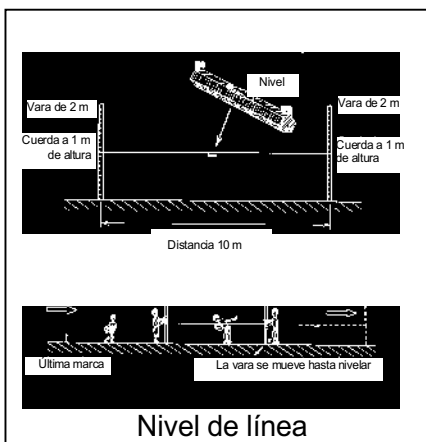 Nivel
Vara de 2 m
Vara de 2 m
Cuerda a 1 m
de altura
Cuerda a 1 m
de altura
Distancia 10 m
Última marca
La vara se mueve hasta nivelar
Nivel de línea